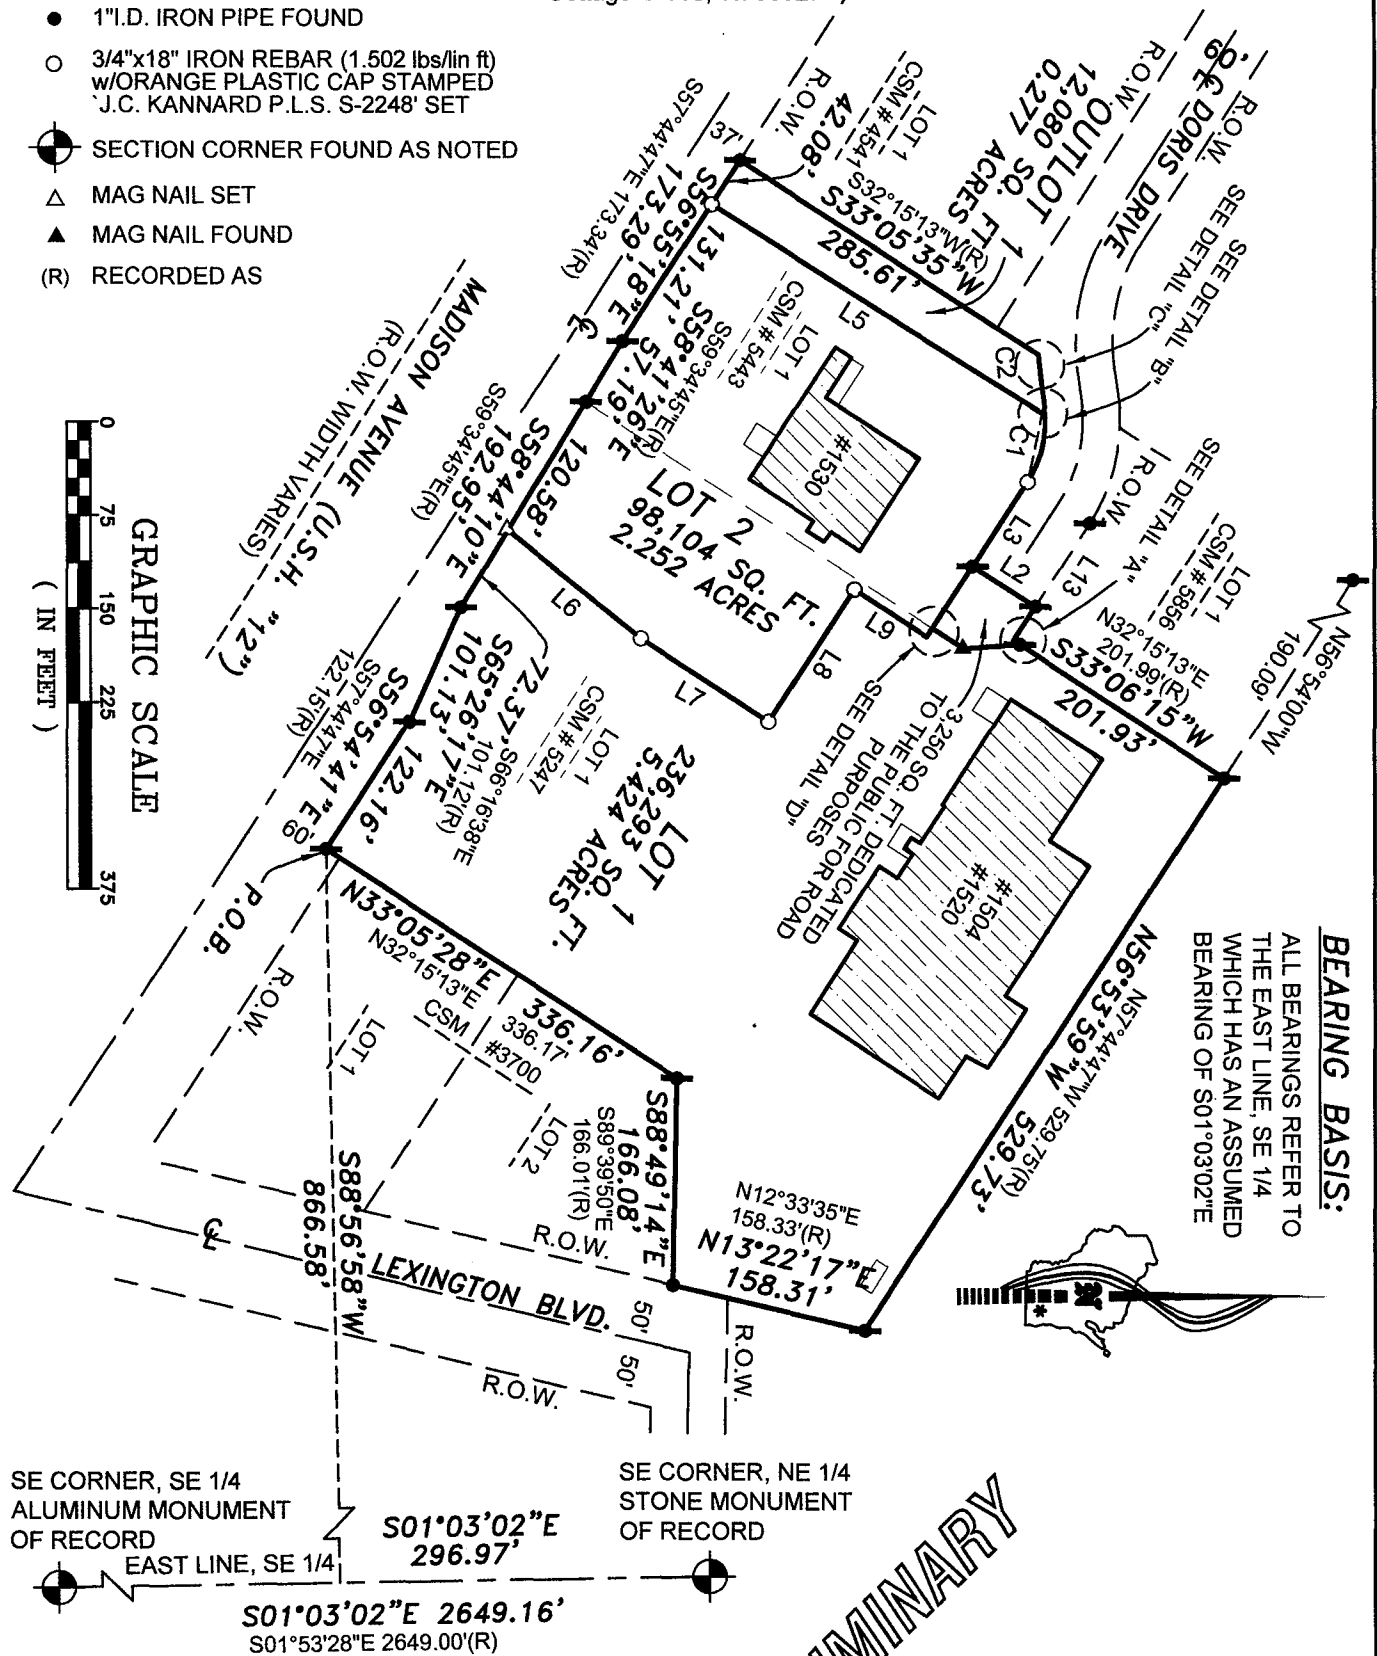 1"I.D. IRON PIPE FOUND
3/4"x18" IRON REBAR (1.502 lbs/lin ft)
w/ORANGE PLASTIC CAP STAMPED
`J.C. KANNARD P.L.S. S-2248' SET
SECTION CORNER FOUND AS NOTED
MAG NAIL SET
MAG NAIL FOUND
(R) RECORDED AS
R.O.W.
42.08'
37'
LOT 1
CSM # 4541
S32°15'13"W(R)
S33°05'35"W
285.61'
OUTLOT 1
12,080 SQ. FT.
0.277 ACRES
R.O.W.
60'
DORIS DRIVE
R.O.W.
SEE DETAIL "C"
SEE DETAIL "B"
SEE DETAIL "A"
R.O.W.
S57°44'47"E 173.34'(R)
173.29'
S56°55'18"E
131.21'
S58°41'26"E
57.19'
S59°34'45"E(R)
L5
C2
C1
L3
L2
L13
LOT 1
CSM # 5443
#1530
LOT 2
98,104 SQ. FT.
2.252 ACRES
LOT 1
CSM # 5856
N32°15'13"E
201.99'(R)
S33°06'15"W
201.93'
N56°54'00"W
190.09'
MADISON AVENUE (U.S.H. "12")
(R.O.W. WIDTH VARIES)
℄
S59°34'45"E(R)
192.95'
S58°44'10"E
120.58'
72.37'
L6
L7
L8
L9
SEE DETAIL "D"
3,250 SQ. FT. DEDICATED
TO THE PUBLIC FOR ROAD
PURPOSES
#1504
#1520
GRAPHIC SCALE
0 75 150 225 375
( IN FEET )
S65°26'17"E
101.13'
S66°16'38"E
101.12'(R)
LOT 1
CSM # 5247
S57°44'47"E
122.15'(R)
S56°54'41"E
122.16'
60'
P.O.B.
LOT 1
236,293 SQ. FT.
5.424 ACRES
N57°44'47"W 529.75'(R)
N56°53'59"W 529.73'
BEARING BASIS:
ALL BEARINGS REFER TO
THE EAST LINE, SE 1/4
WHICH HAS AN ASSUMED
BEARING OF S01°03'02"E
N33°05'28"E 336.16'
N32°15'13"E 336.17'
CSM #3700
R.O.W.
LOT 1
LOT 2
S88°49'14"E
166.08'
S89°39'50"E
166.01'(R)
N12°33'35"E
158.33'(R)
N13°22'17"E
158.31'
R.O.W.
℄
LEXINGTON BLVD.
50'
50'
R.O.W.
R.O.W.
S88°56'58"W
866.58'
SE CORNER, SE 1/4
ALUMINUM MONUMENT
OF RECORD
SE CORNER, NE 1/4
STONE MONUMENT
OF RECORD
S01°03'02"E
296.97'
EAST LINE, SE 1/4
S01°03'02"E 2649.16'
S01°53'28"E 2649.00'(R)